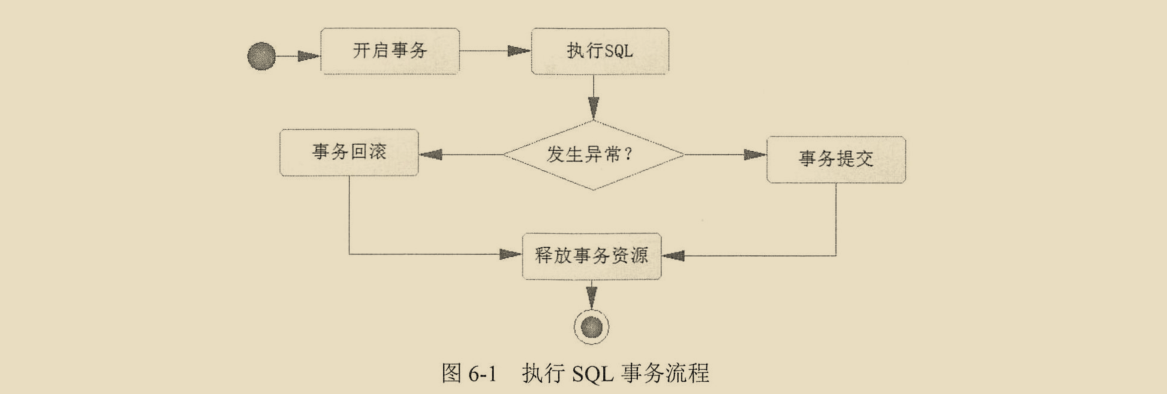 开启事务
执行SQL
事务回滚
发生异常?
事务提交
释放事务资源
图 6-1 执行 SQL 事务流程